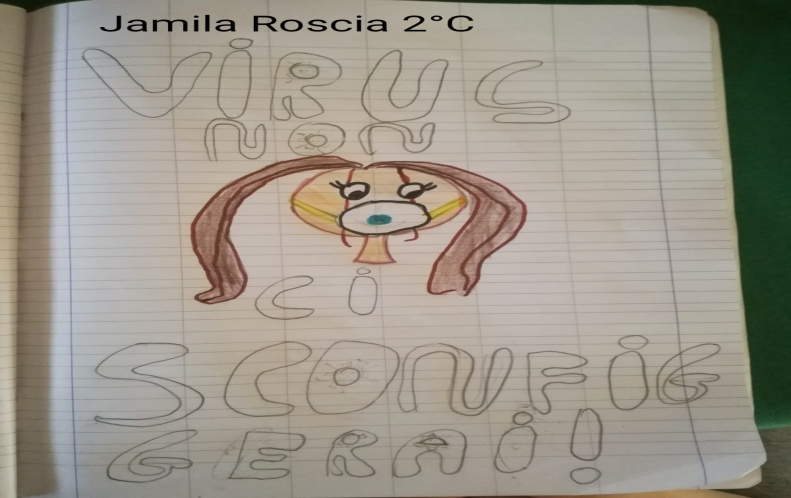 Jamila Roscia 2°C
VIRUS
NON
CI
SCONFIG
GERAI!